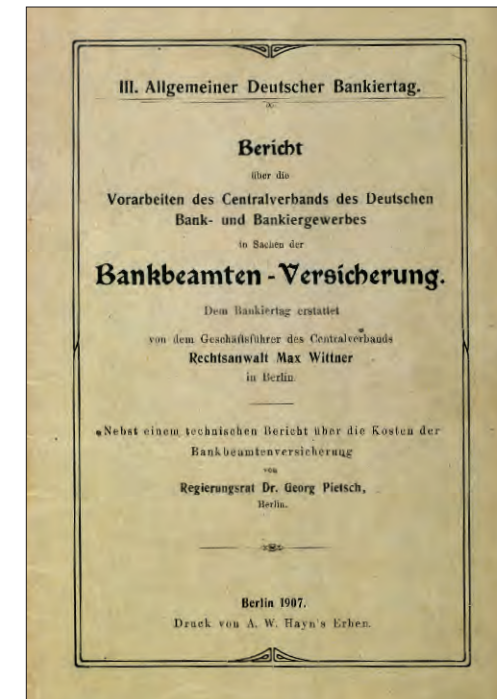 III. Allgemeiner Deutscher Bankiertag.
Bericht
über die
Vorarbeiten des Centralverbands des Deutschen
Bank- und Bankiergewerbes
in Sachen der
Bankbeamten-Versicherung.
Dem Bankiertag erstattet
von dem Geschäftsführer des Centralverbands
Rechtsanwalt Max Wittner
in Berlin.
Nebst einem technischen Bericht über die Kosten der
Bankbeamtenversicherung
von
Regierungsrat Dr. Georg Pietsch,
Berlin.
Berlin 1907.
Druck von A. W. Hayn's Erben.